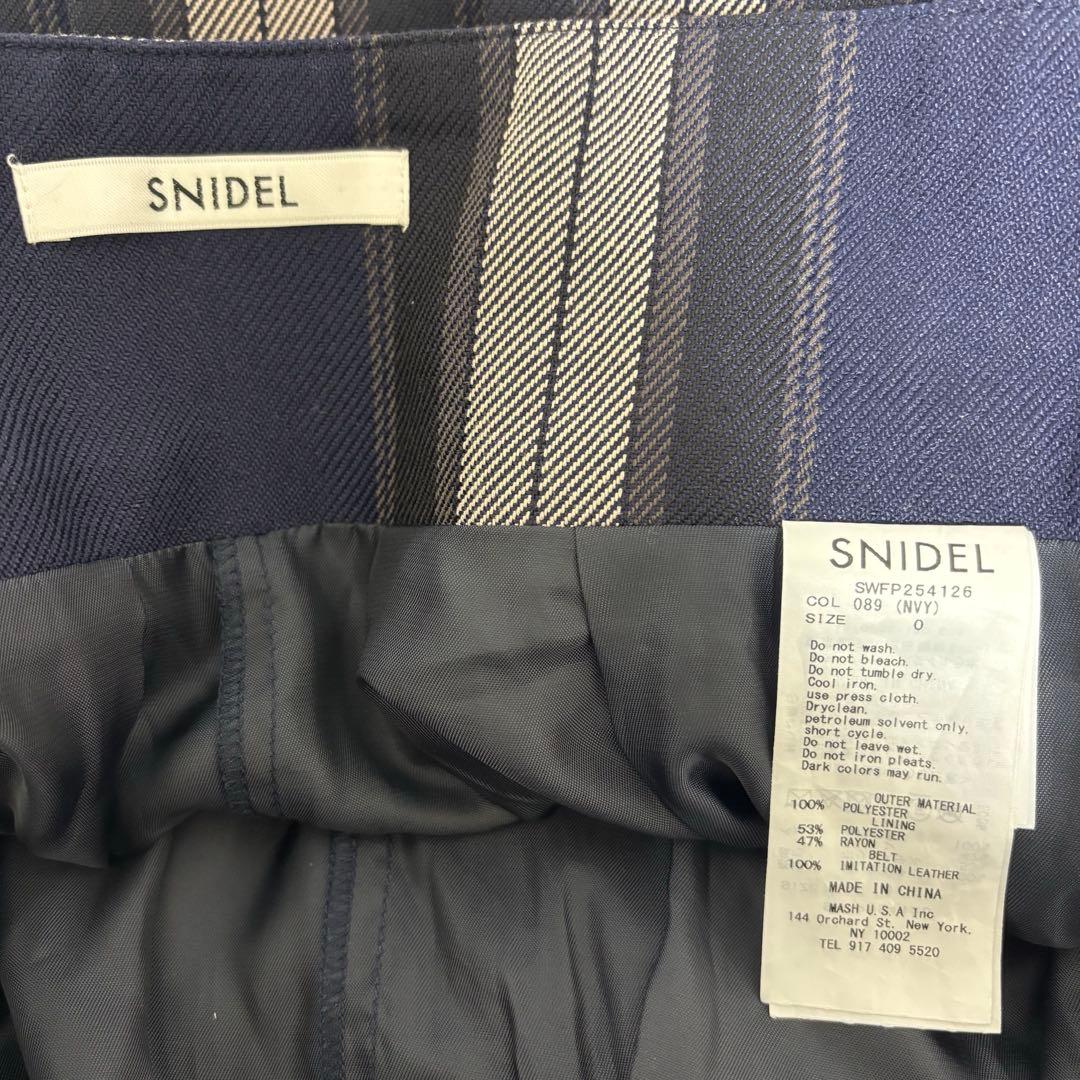 SNIDEL
SNIDEL
SWFP254126
COL 089 (NVY)
SIZE 0
Do not wash.
Do not bleach.
Do not tumble dry.
Cool iron.
use press cloth.
Dryclean.
petroleum solvent only,
short cycle.
Do not leave wet.
Do not iron pleats.
Dark colors may run.
OUTER MATERIAL
100% POLYESTER
LINING
53% POLYESTER
47% RAYON
BELT
100% IMITATION LEATHER
MADE IN CHINA
MASH U.S.A Inc
144 Orchard St. New York,
NY 10002
TEL 917 409 5520